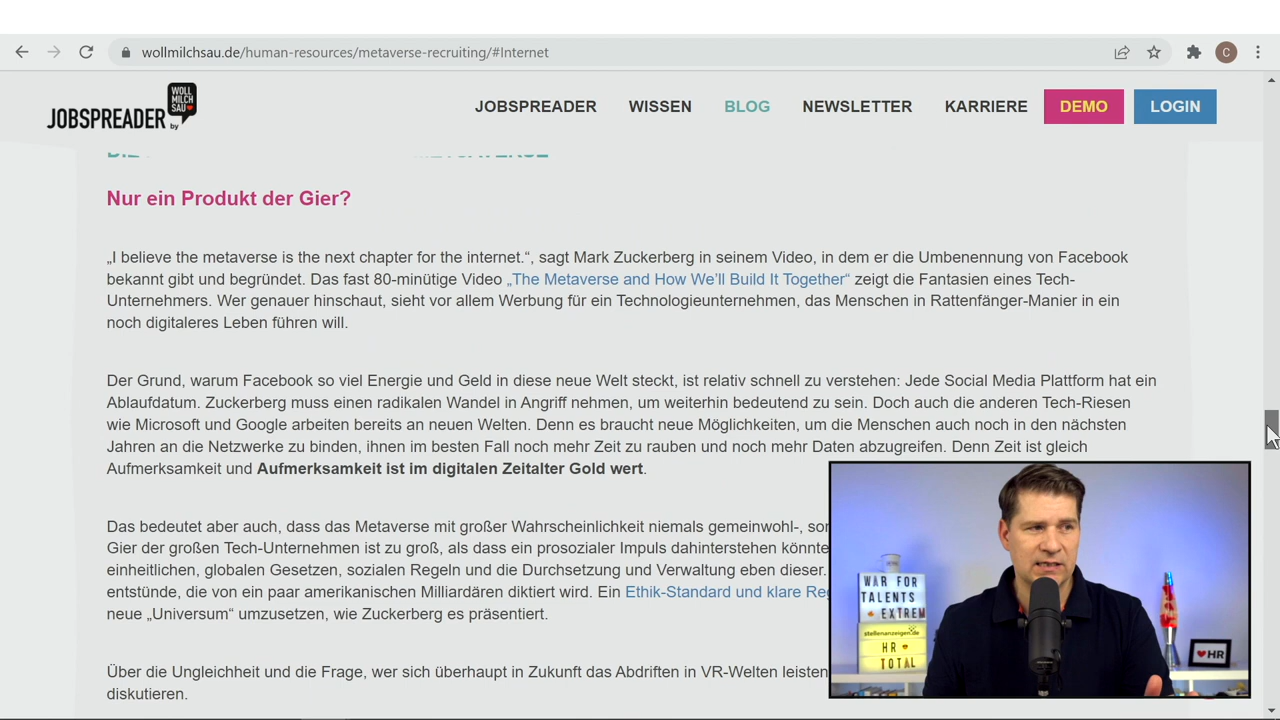 wollmilchsau.de/human-resources/metaverse-recruiting/#Internet
C
WOLL
MILCH
SAU
JOBSPREADER by
JOBSPREADER WISSEN BLOG NEWSLETTER KARRIERE DEMO LOGIN
Nur ein Produkt der Gier?
„I believe the metaverse is the next chapter for the internet.“, sagt Mark Zuckerberg in seinem Video, in dem er die Umbenennung von Facebook
bekannt gibt und begründet. Das fast 80-minütige Video „The Metaverse and How We’ll Build It Together“ zeigt die Fantasien eines Tech-
Unternehmers. Wer genauer hinschaut, sieht vor allem Werbung für ein Technologieunternehmen, das Menschen in Rattenfänger-Manier in ein
noch digitaleres Leben führen will.
Der Grund, warum Facebook so viel Energie und Geld in diese neue Welt steckt, ist relativ schnell zu verstehen: Jede Social Media Plattform hat ein
Ablaufdatum. Zuckerberg muss einen radikalen Wandel in Angriff nehmen, um weiterhin bedeutend zu sein. Doch auch die anderen Tech-Riesen
wie Microsoft und Google arbeiten bereits an neuen Welten. Denn es braucht neue Möglichkeiten, um die Menschen auch noch in den nächsten
Jahren an die Netzwerke zu binden, ihnen im besten Fall noch mehr Zeit zu rauben und noch mehr Daten abzugreifen. Denn Zeit ist gleich
Aufmerksamkeit und Aufmerksamkeit ist im digitalen Zeitalter Gold wert.
Das bedeutet aber auch, dass das Metaverse mit großer Wahrscheinlichkeit niemals gemeinwohl-,
Gier der großen Tech-Unternehmen ist zu groß, als dass ein prosozialer Impuls dahinterstehen könnte
einheitlichen, globalen Gesetzen, sozialen Regeln und die Durchsetzung und Verwaltung eben dieser.
entstünde, die von ein paar amerikanischen Milliardären diktiert wird. Ein Ethik-Standard und klare
neue „Universum“ umzusetzen, wie Zuckerberg es präsentiert.
Über die Ungleichheit und die Frage, wer sich überhaupt in Zukunft das Abdriften in VR-Welten leisten
diskutieren.
WAR FOR
TALENTS
EXTREM
stellenanzeigen.de
HR
TOTAL
HR